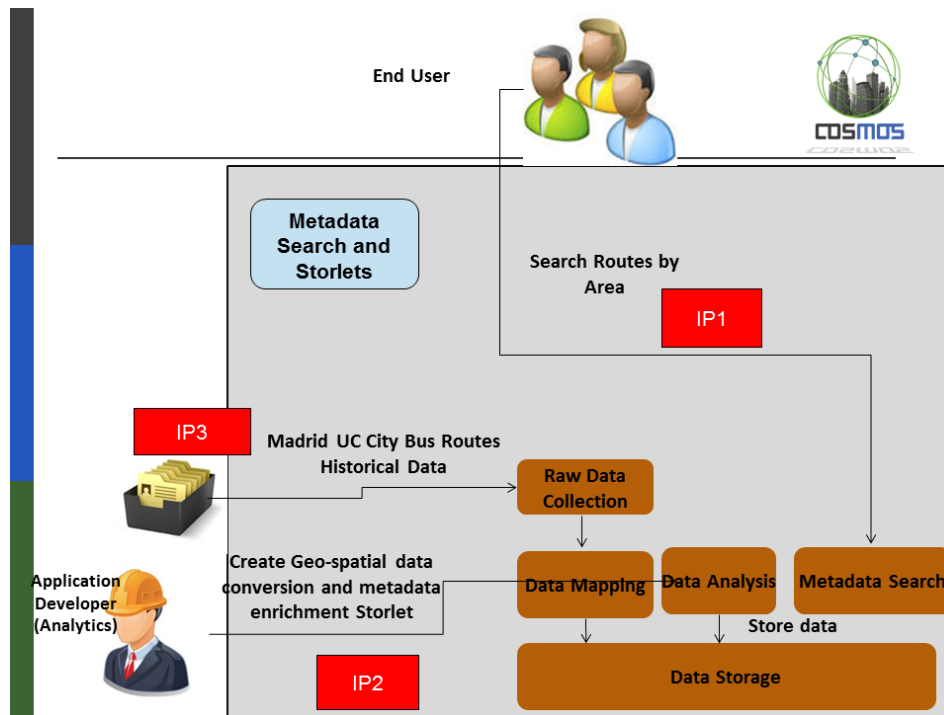 End User
COSMOS
Metadata
Search and
Storlets
Search Routes by
Area
IP1
IP3
Madrid UC City Bus Routes
Historical Data
Raw Data
Collection
Application
Developer
(Analytics)
Create Geo-spatial data
conversion and metadata
enrichment Storlet
Data Mapping
Data Analysis
Metadata Search
Store data
IP2
Data Storage